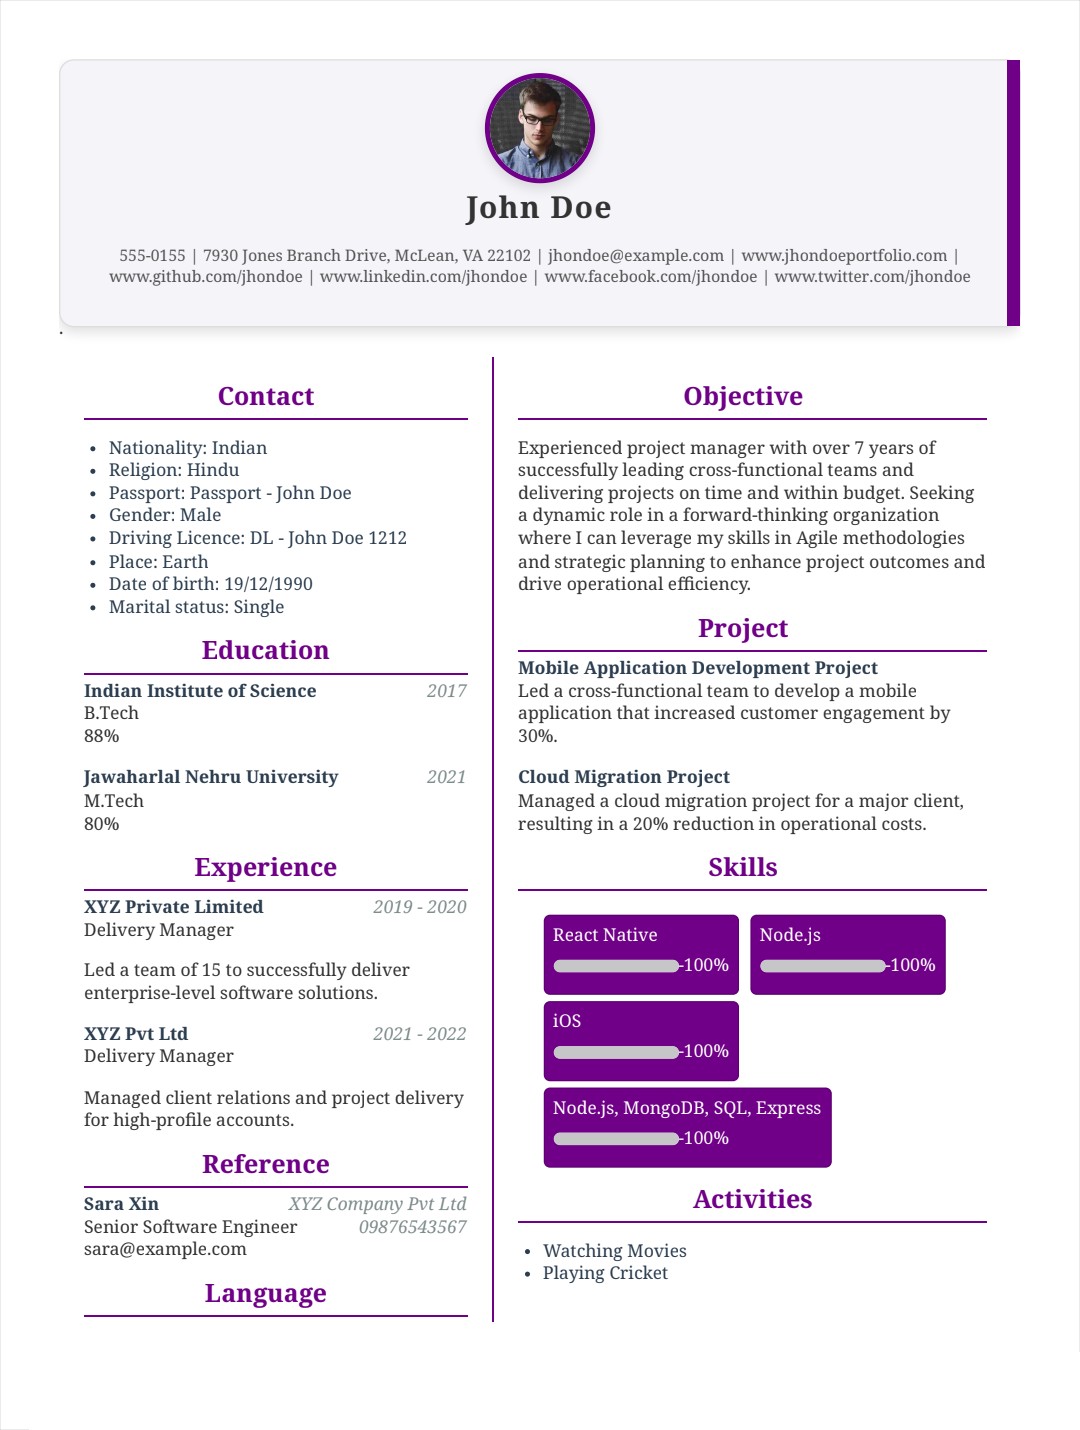 John Doe
555-0155 | 7930 Jones Branch Drive, McLean, VA 22102 | jhondoe@example.com | www.jhondoeportfolio.com |
www.github.com/jhondoe | www.linkedin.com/jhondoe | www.facebook.com/jhondoe | www.twitter.com/jhondoe
.
Contact
• Nationality: Indian
• Religion: Hindu
• Passport: Passport - John Doe
• Gender: Male
• Driving Licence: DL - John Doe 1212
• Place: Earth
• Date of birth: 19/12/1990
• Marital status: Single
Education
Indian Institute of Science 2017
B.Tech
88%
Jawaharlal Nehru University 2021
M.Tech
80%
Experience
XYZ Private Limited 2019 - 2020
Delivery Manager
Led a team of 15 to successfully deliver
enterprise-level software solutions.
XYZ Pvt Ltd 2021 - 2022
Delivery Manager
Managed client relations and project delivery
for high-profile accounts.
Reference
Sara Xin XYZ Company Pvt Ltd
Senior Software Engineer 09876543567
sara@example.com
Language
Objective
Experienced project manager with over 7 years of
successfully leading cross-functional teams and
delivering projects on time and within budget. Seeking
a dynamic role in a forward-thinking organization
where I can leverage my skills in Agile methodologies
and strategic planning to enhance project outcomes and
drive operational efficiency.
Project
Mobile Application Development Project
Led a cross-functional team to develop a mobile
application that increased customer engagement by
30%.
Cloud Migration Project
Managed a cloud migration project for a major client,
resulting in a 20% reduction in operational costs.
Skills
React Native
-100%
Node.js
-100%
iOS
-100%
Node.js, MongoDB, SQL, Express
-100%
Activities
• Watching Movies
• Playing Cricket